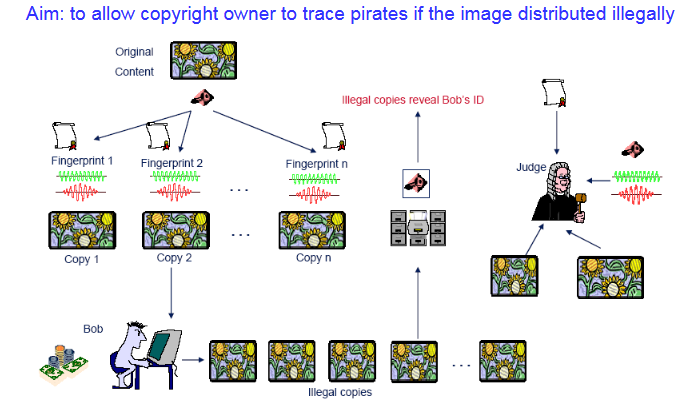 Aim: to allow copyright owner to trace pirates if the image distributed illegally
Original
Content
Illegal copies reveal Bob's ID
Fingerprint 1
Fingerprint 2
Fingerprint n
Judge
...
...
Copy 1
Copy 2
Copy n
Bob
...
Illegal copies